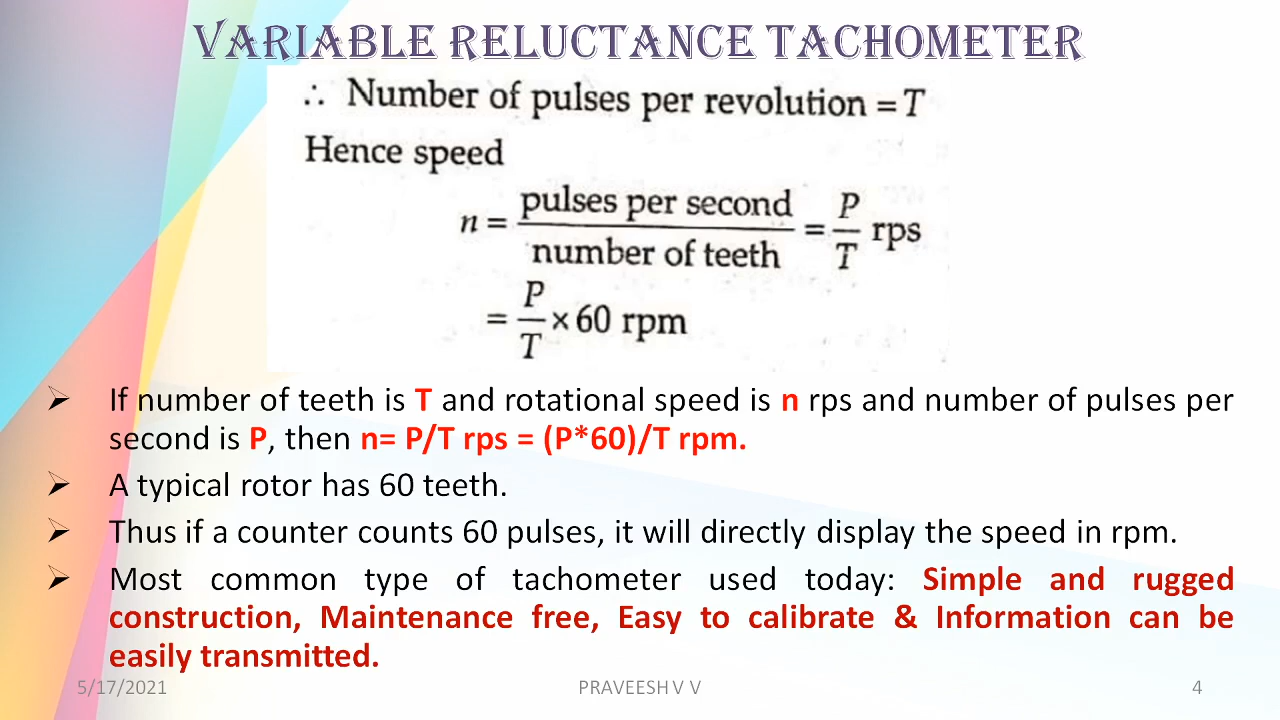 VARIABLE RELUCTANCE TACHOMETER
∴ Number of pulses per revolution = T
Hence speed
n = pulses per second / number of teeth = P/T rps
= P/T × 60 rpm
➢ If number of teeth is T and rotational speed is n rps and number of pulses per
second is P, then n= P/T rps = (P*60)/T rpm.
➢ A typical rotor has 60 teeth.
➢ Thus if a counter counts 60 pulses, it will directly display the speed in rpm.
➢ Most common type of tachometer used today: Simple and rugged
construction, Maintenance free, Easy to calibrate & Information can be
easily transmitted.
5/17/2021 PRAVEESH V V 4